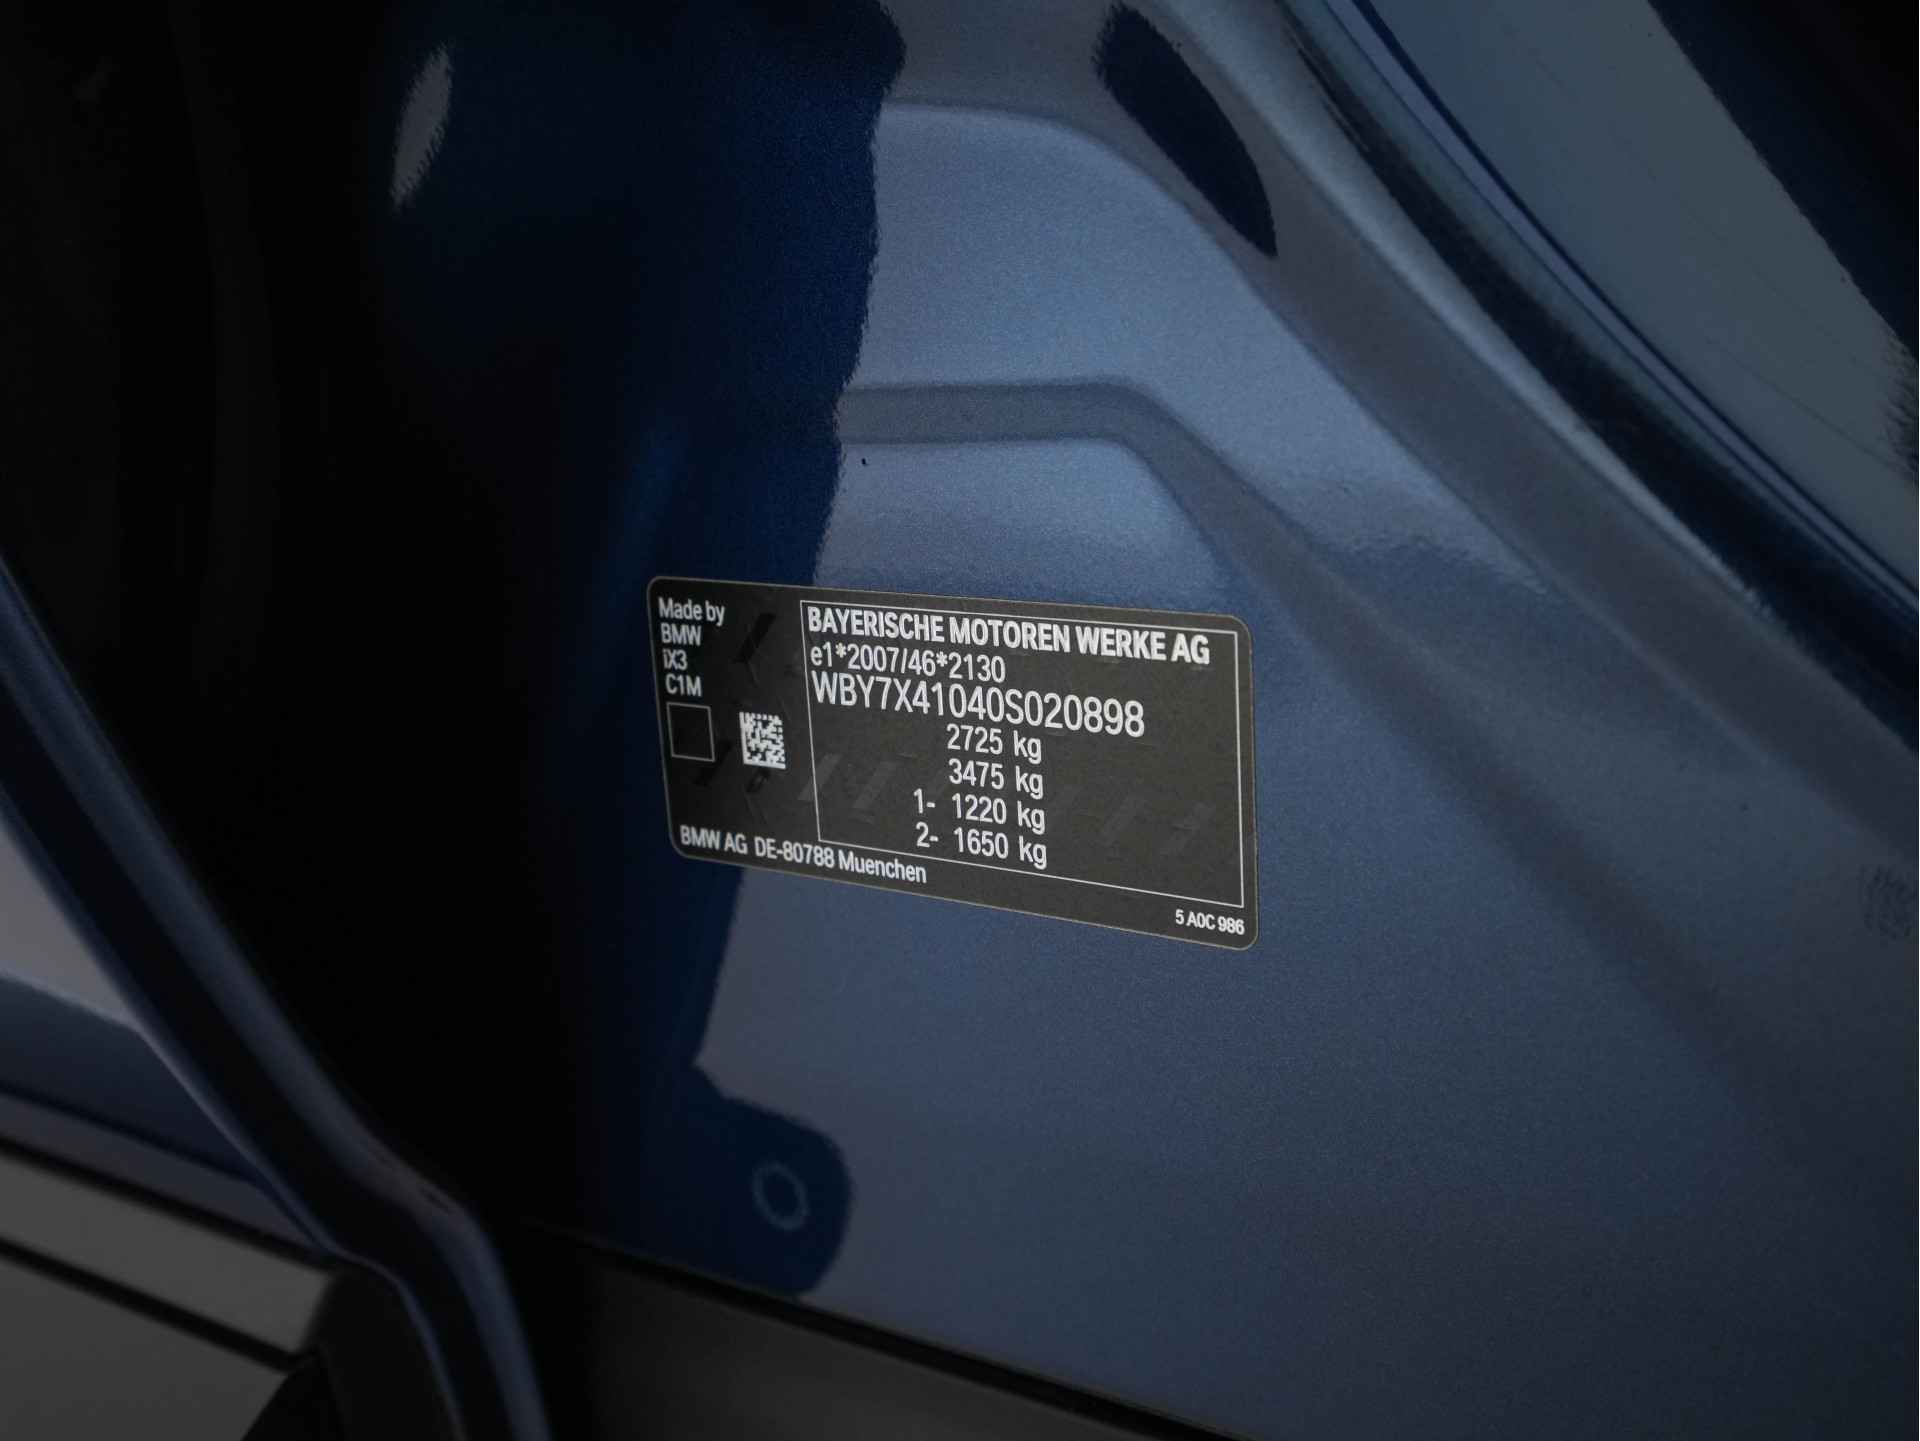 Made by
BMW
iX3
C1M
BAYERISCHE MOTOREN WERKE AG
e1*2007/46*2130
WBY7X41040S020898
2725 kg
3475 kg
1- 1220 kg
2- 1650 kg
BMW AG DE-80788 Muenchen
5 A0C 986